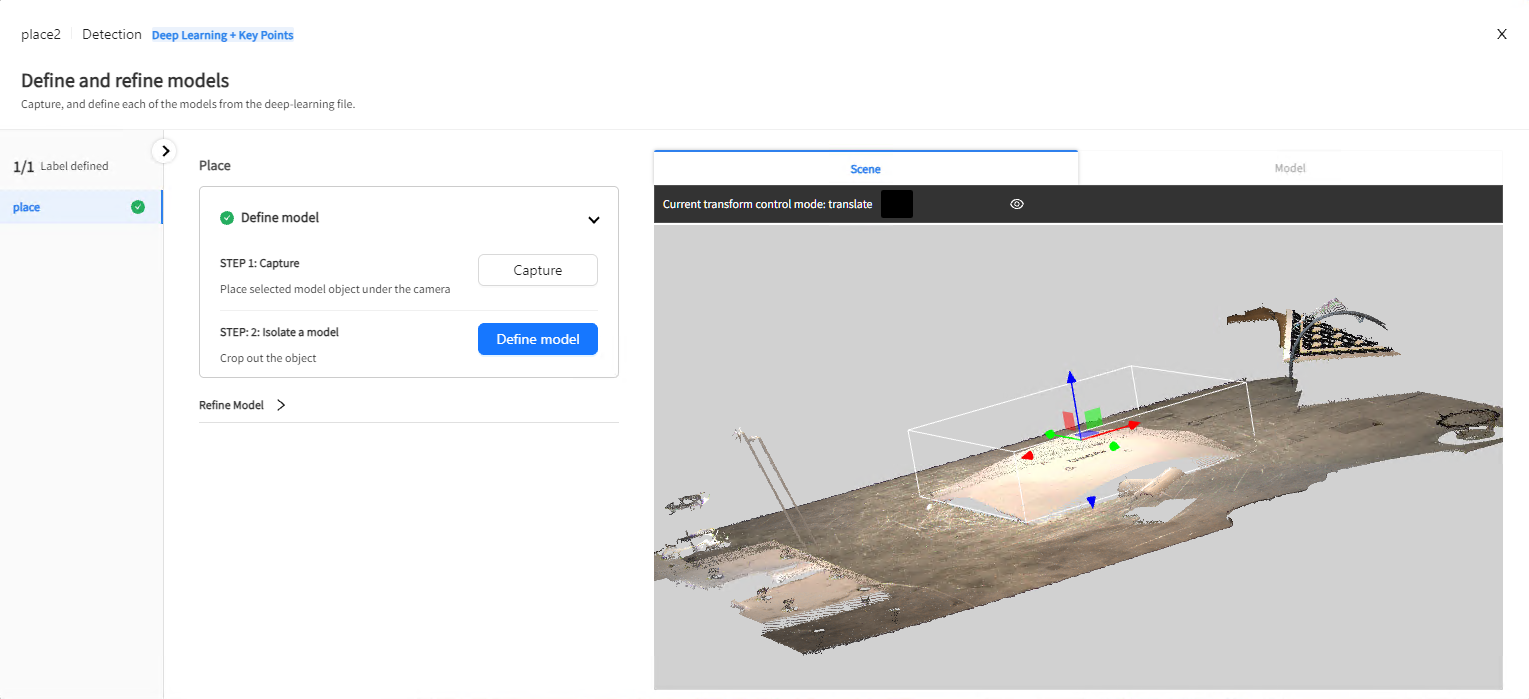 place2
Detection
Deep Learning + Key Points
X
Define and refine models
Capture, and define each of the models from the deep-learning file.
1/1 Label defined
place
Place
Define model
STEP 1: Capture
Place selected model object under the camera
Capture
STEP: 2: Isolate a model
Crop out the object
Define model
Refine Model
Scene
Model
Current transform control mode: translate